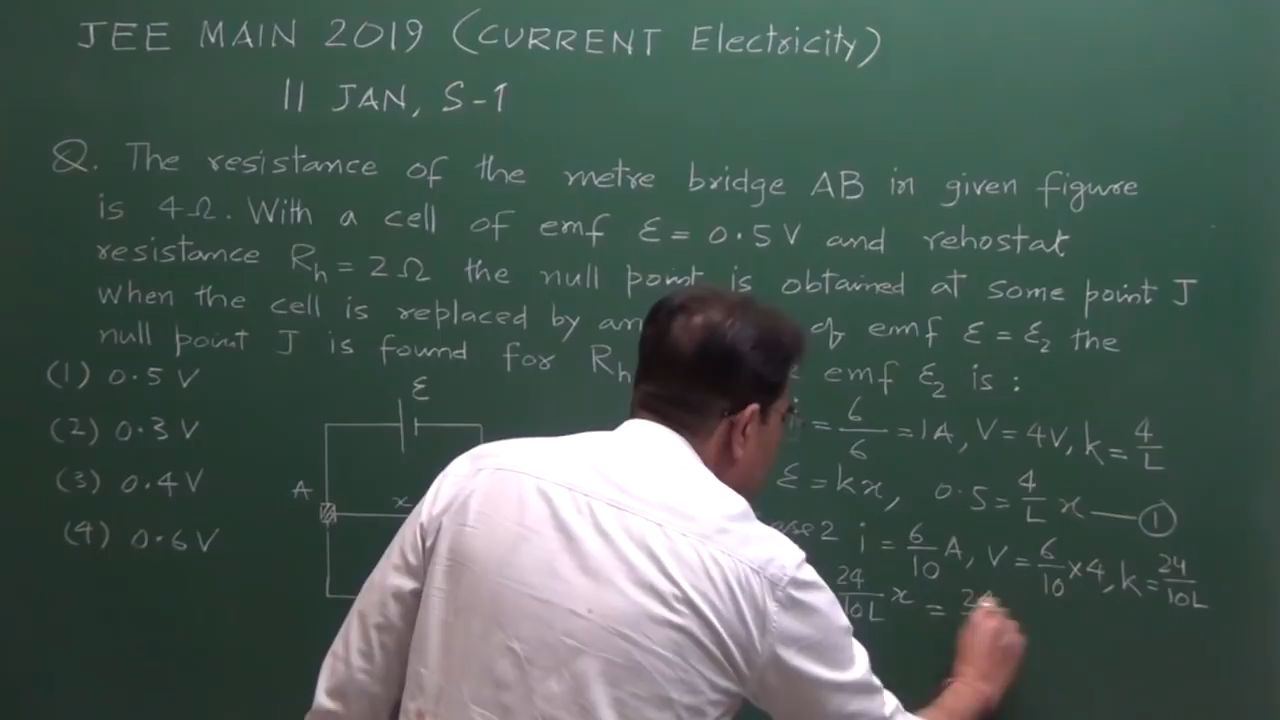 JEE MAIN 2019 (CURRENT Electricity)
11 JAN, S-1
Q. The resistance of the metre bridge AB in given figure
is 4Ω. With a cell of emf ε = 0.5V and rehostat
resistance Rh = 2Ω the null point is obtained at some point J
When the cell is replaced by an of emf ε = ε2 the
null point J is found for Rh emf ε2 is :
(1) 0.5 V
(2) 0.3 V
(3) 0.4 V
(4) 0.6 V
ε
A
x
i = 6/6 = 1A, V = 4V, k = 4/L
ε = kx, 0.5 = 4/L x — ①
2 i = 6/10 A, V = 6/10 × 4, k = 24/10L
24/10L x =